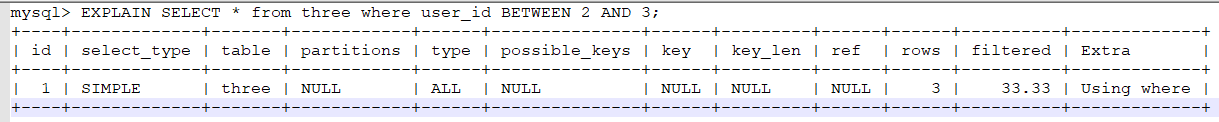 mysql> EXPLAIN SELECT * from three where user_id BETWEEN 2 AND 3;
+----+-------------+-------+------------+------+---------------+------+---------+------+------+----------+-------------+
| id | select_type | table | partitions | type | possible_keys | key | key_len | ref | rows | filtered | Extra |
+----+-------------+-------+------------+------+---------------+------+---------+------+------+----------+-------------+
| 1 | SIMPLE | three | NULL | ALL | NULL | NULL | NULL | NULL | 3 | 33.33 | Using where |
+----+-------------+-------+------------+------+---------------+------+---------+------+------+----------+-------------+